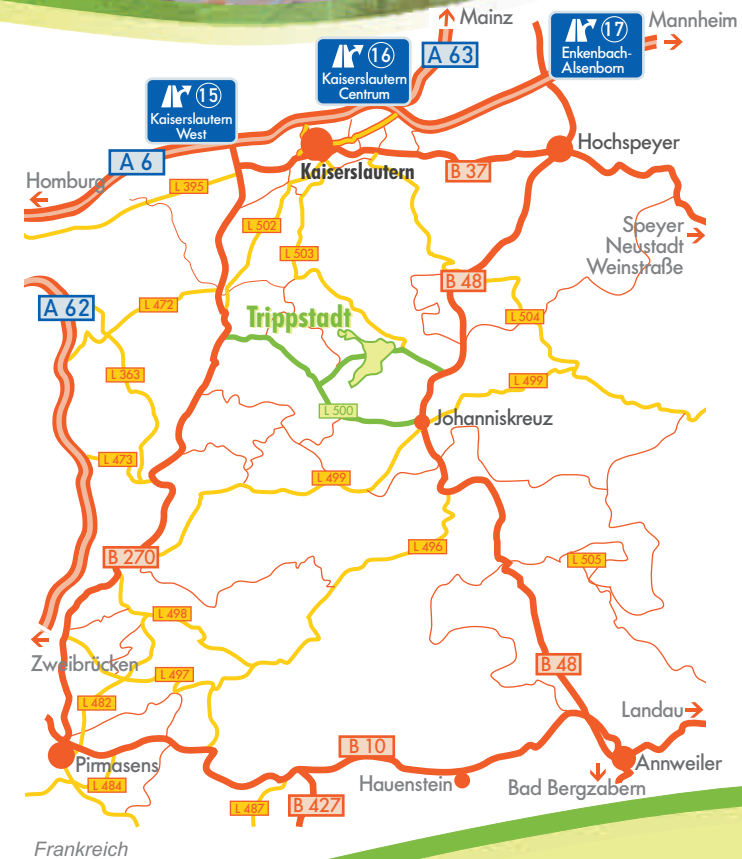 Mainz
Mannheim
17
Enkenbach-
Alsenborn
16
Kaiserslautern
Centrum
A 63
15
Kaiserslautern
West
Hochspeyer
A 6
Kaiserslautern
B 37
Homburg
L 395
L 502
Speyer
Neustadt
Weinstraße
L 503
B 48
A 62
L 472
Trippstadt
L 504
L 363
L 499
L 500
Johanniskreuz
L 473
L 499
B 270
L 496
L 505
L 498
Zweibrücken
L 497
B 48
L 482
Landau
B 10
Pirmasens
Annweiler
L 484
Hauenstein
Bad Bergzabern
L 487
B 427
Frankreich